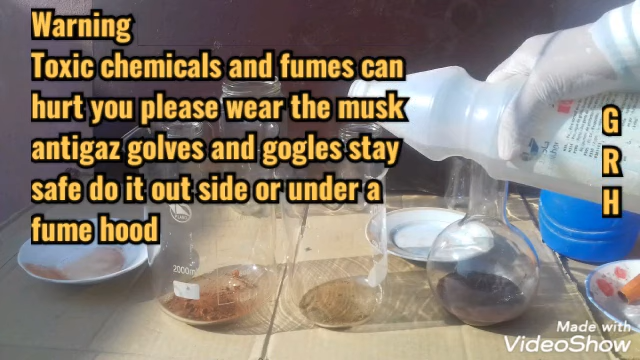 Warning
Toxic chemicals and fumes can
hurt you please wear the musk
antigaz golves and gogles stay
safe do it out side or under a
fume hood
G
R
H
2000m
Made with
VideoShow